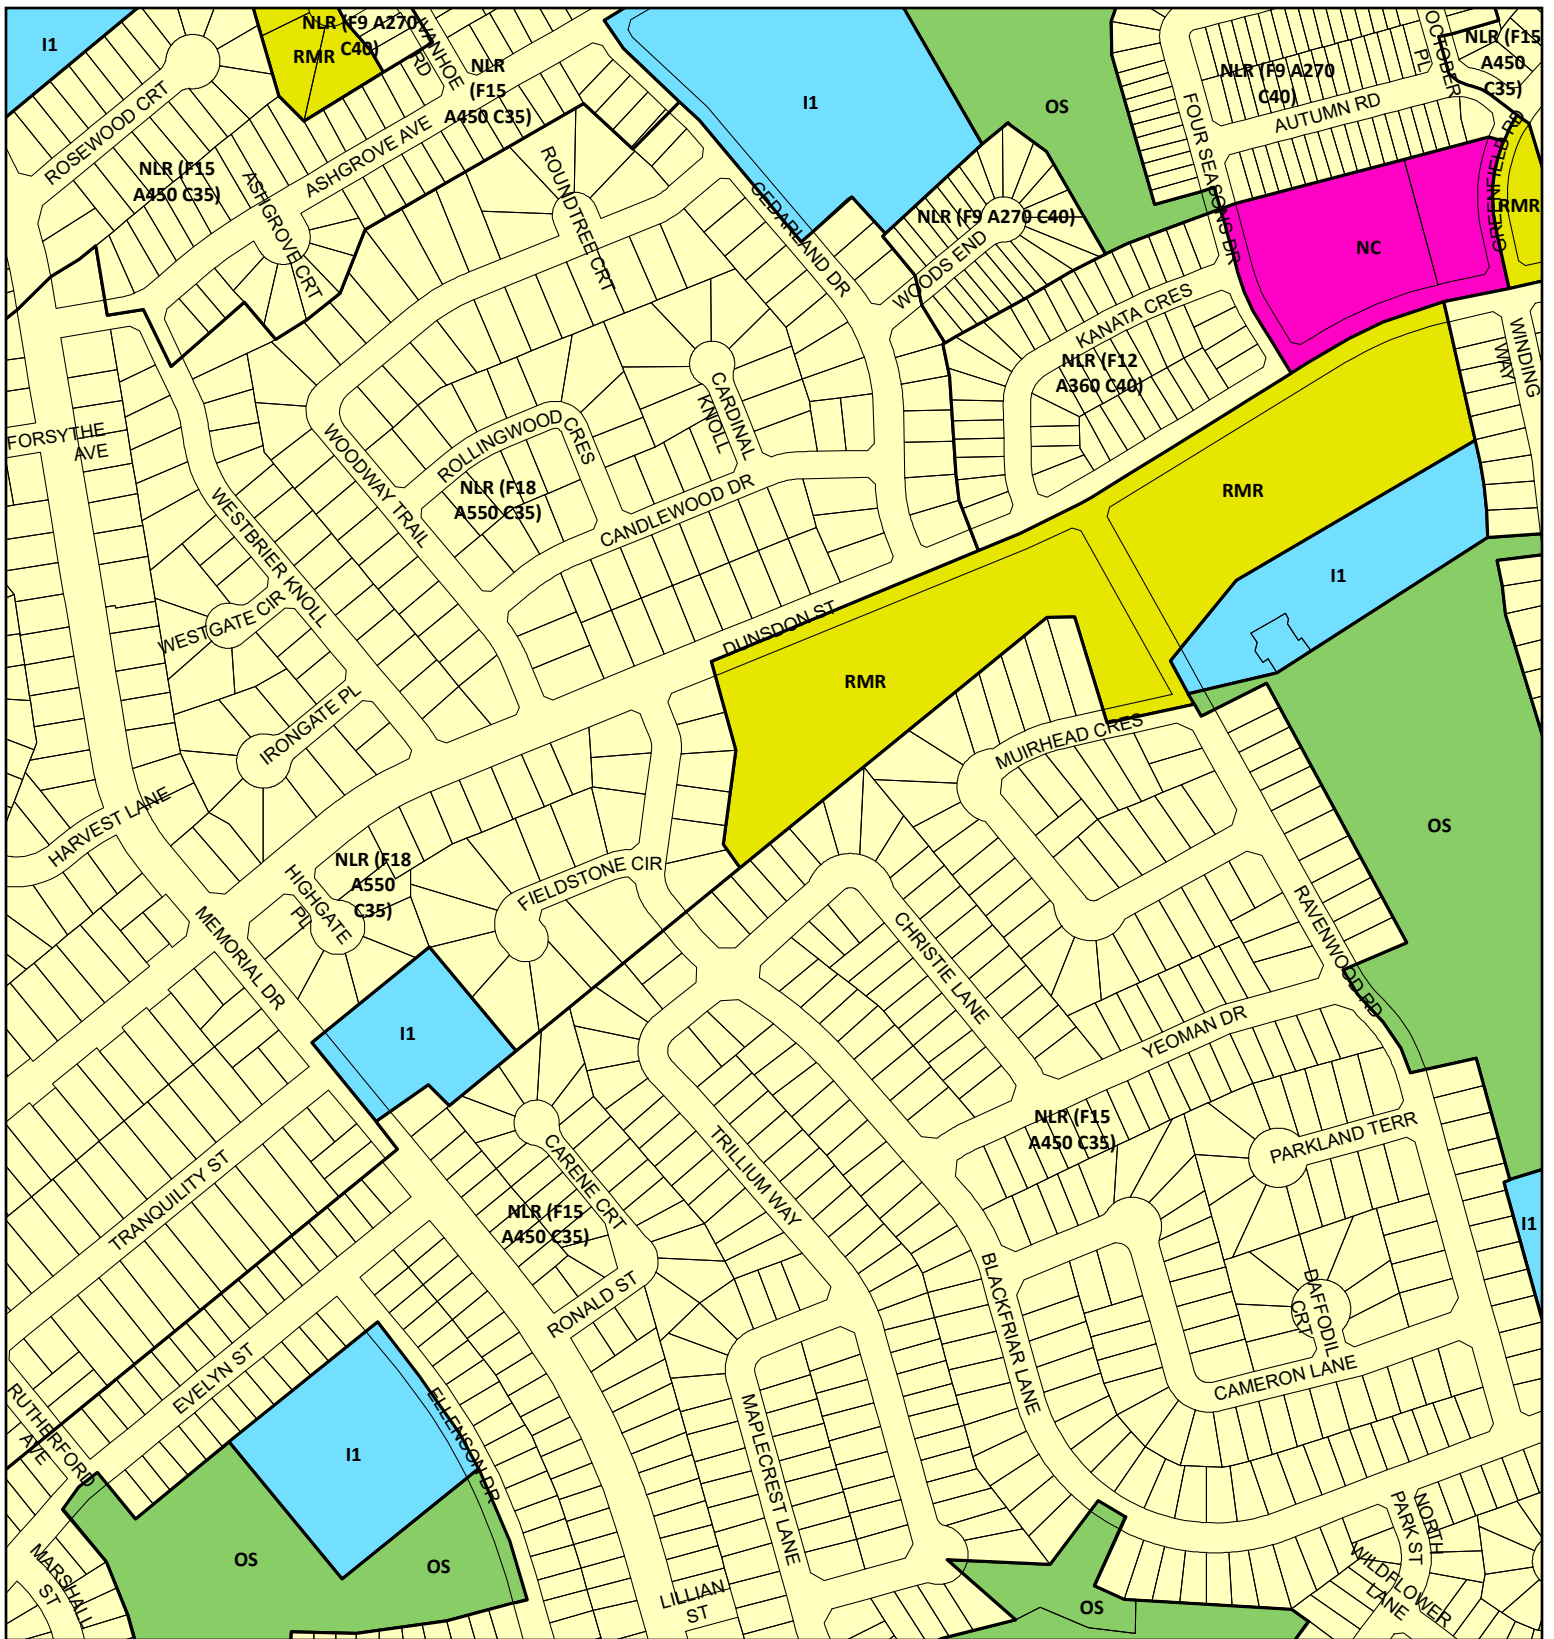 I1
NLR (F9 A270
C40)
RMR
IVANHOE
RD
NLR
(F15
A450 C35)
I1
OS
NLR (F9 A270
C40)
OCTOBER
PL
NLR (F15
A450
C35)
ROSEWOOD CRT
ASHGROVE AVE
NLR (F15
A450 C35)
ASHGROVE CRT
ROUNDTREE CRT
CEDARLAND DR
NLR (F9 A270 C40)
WOODS END
FOUR SEASONS DR
AUTUMN RD
GREENFIELD RD
RMR
NC
KANATA CRES
NLR (F12
A360 C40)
WINDING
WAY
FORSYTHE
AVE
WOODWAY TRAIL
ROLLINGWOOD
CRES
CARDINAL
KNOLL
NLR (F18
A550 C35)
CANDLEWOOD DR
WESTBRIER KNOLL
RMR
I1
WESTGATE CIR
DUNSDON ST
RMR
IRONGATE PL
MUIRHEAD CRES
HARVEST LANE
NLR (F18
A550
C35)
HIGHGATE
PL
FIELDSTONE CIR
OS
MEMORIAL DR
CHRISTIE LANE
RAVENWOOD RD
I1
YEOMAN DR
NLR (F15
A450 C35)
PARKLAND TERR
TRANQUILITY ST
CARENE CRT
TRILLIUM WAY
NLR (F15
A450 C35)
I1
RONALD ST
BLACKFRIAR LANE
DAFFODIL
CRT
EVELYN ST
CAMERON LANE
RUTHERFORD
AVE
I1
ELLENSON DR
MAPLECREST LANE
NORTH
PARK ST
OS
OS
MARSHALL
ST
WILDFLOWER
LANE
LILLIAN
ST
OS